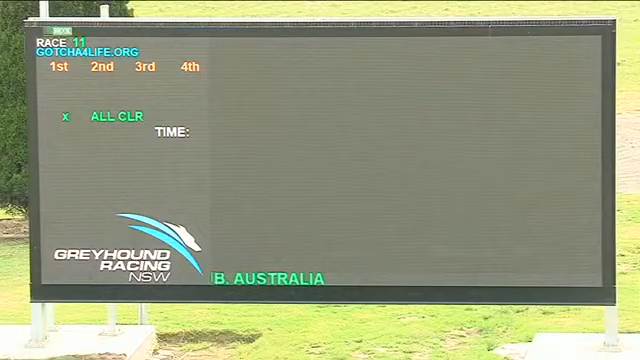 RACE 11
GOTCHA4LIFE.ORG
1st 2nd 3rd 4th
x ALL CLR
TIME:
GREYHOUND
RACING
NSW
B. AUSTRALIA